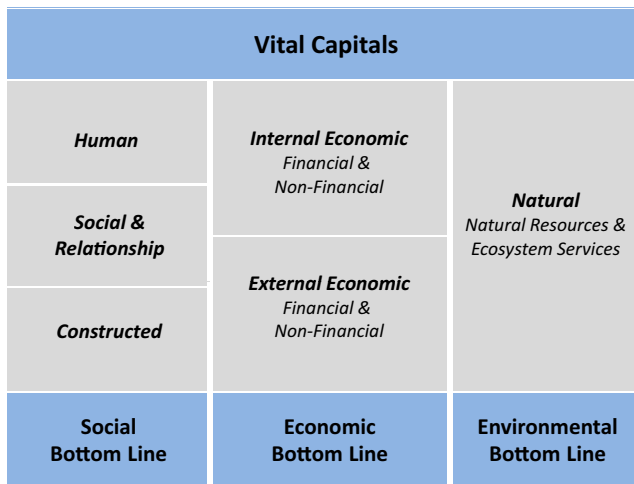 Vital Capitals
Human
Social &
Relationship
Constructed
Internal Economic
Financial &
Non-Financial
External Economic
Financial &
Non-Financial
Natural
Natural Resources &
Ecosystem Services
Social
Bottom Line
Economic
Bottom Line
Environmental
Bottom Line